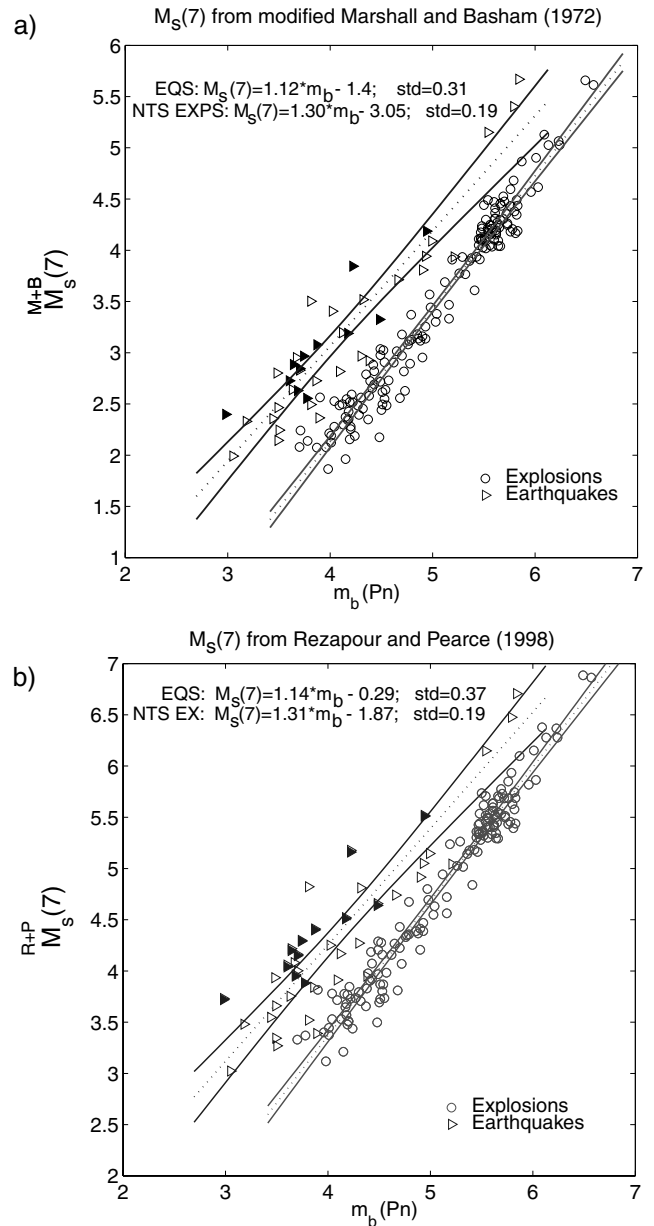 a)
M_s(7) from modified Marshall and Basham (1972)
6
5.5
5
4.5
4
3.5
3
2.5
2
1.5
1
EQS: M_s(7)=1.12*m_b - 1.4; std=0.31
NTS EXPS: M_s(7)=1.30*m_b - 3.05; std=0.19
M+B M_s(7)
Explosions
Earthquakes
2 3 4 5 6 7
m_b(Pn)
M_s(7) from Rezapour and Pearce (1998)
b)
7
6.5
6
5.5
5
4.5
4
3.5
3
2.5
2
EQS: M_s(7)=1.14*m_b - 0.29; std=0.37
NTS EX: M_s(7)=1.31*m_b - 1.87; std=0.19
R+P M_s(7)
Explosions
Earthquakes
2 3 4 5 6 7
m_b(Pn)